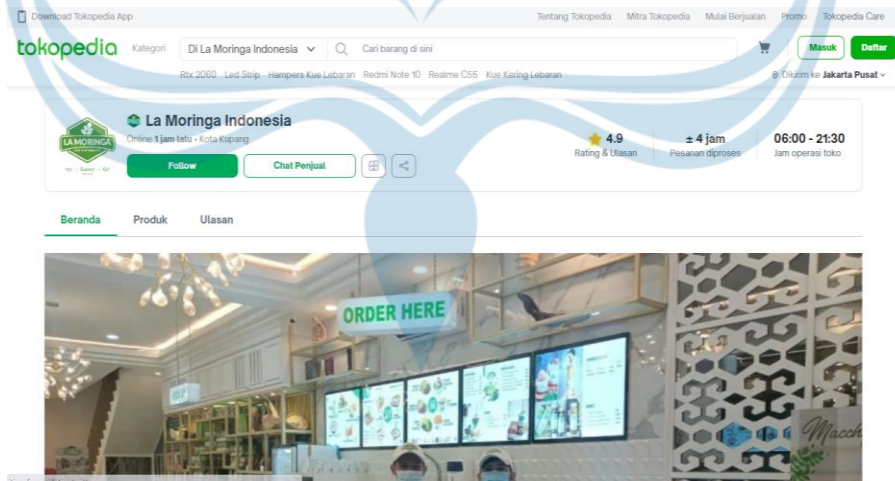 Download Tokopedia App
Tentang Tokopedia Mitra Tokopedia Mulai Berjualan Promo Tokopedia Care
tokopedia Kategori Di La Moringa Indonesia Cari barang di sini Masuk Daftar
Rtx 2060 Led Strip Hampers Kue Lebaran Redmi Note 10 Realme C55 Kue Kering Lebaran
Dikirim ke Jakarta Pusat
LA MORINGA
La Moringa Indonesia
Online 1 jam lalu - Kota Kupang
Follow Chat Penjual
4.9
Rating & Ulasan
± 4 jam
Pesanan diproses
06:00 - 21:30
Jam operasi toko
Beranda Produk Ulasan
ORDER HERE
PICK UP